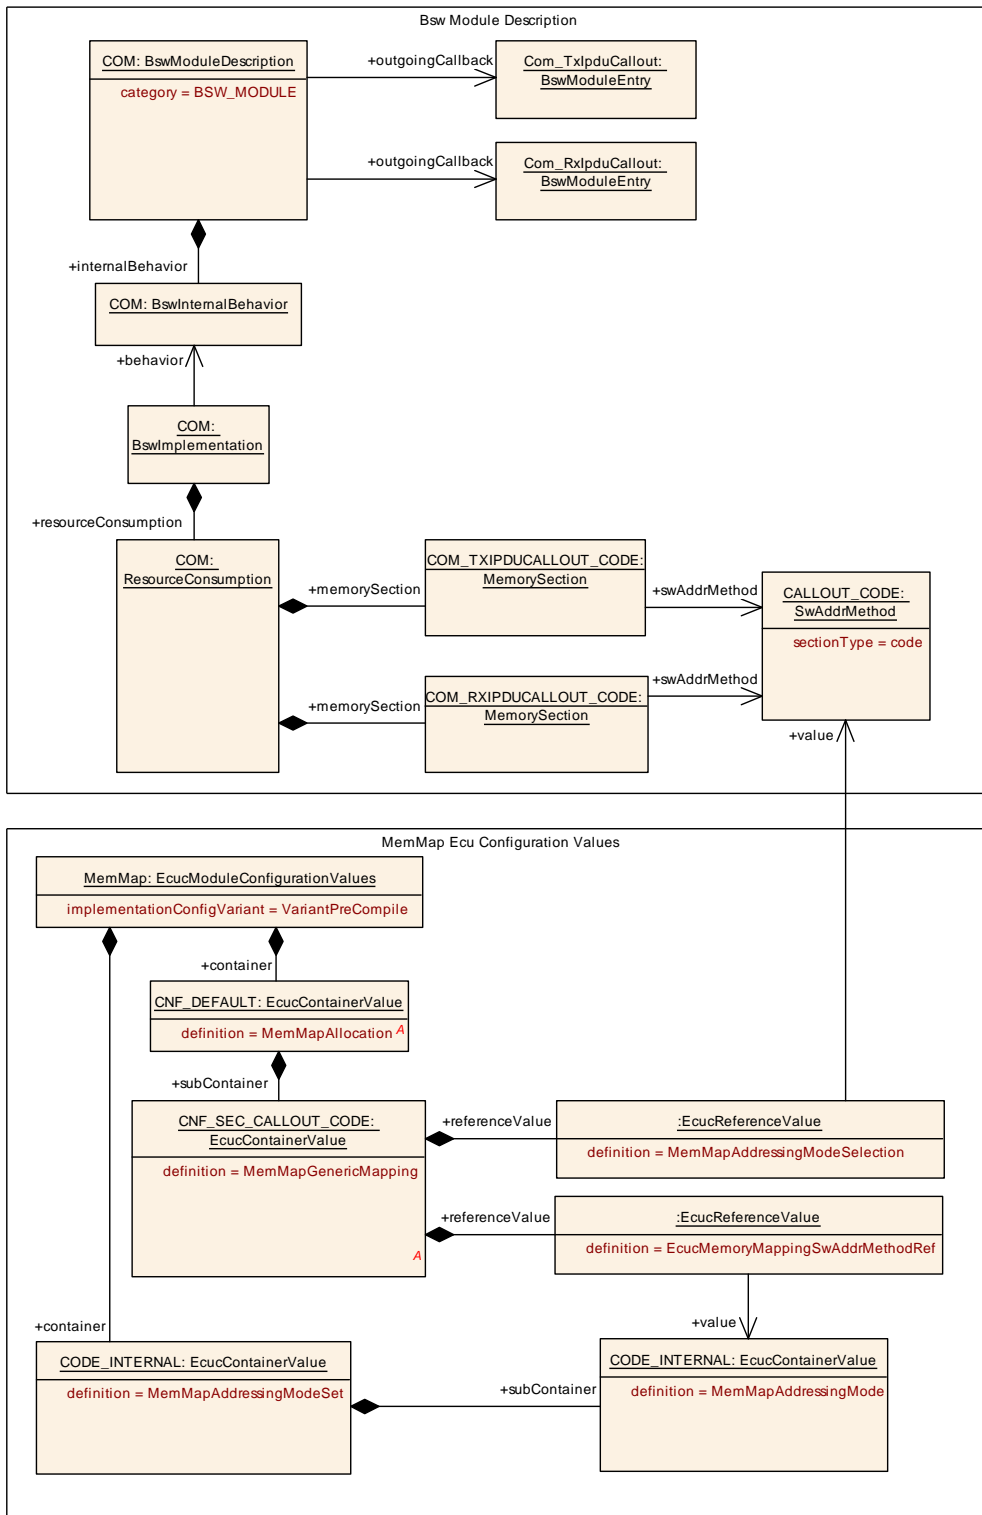 Bsw Module Description
COM: BswModuleDescription
category = BSW_MODULE
+outgoingCallback
Com_TxIpduCallout:
BswModuleEntry
+outgoingCallback
Com_RxIpduCallout:
BswModuleEntry
+internalBehavior
COM: BswInternalBehavior
+behavior
COM:
BswImplementation
+resourceConsumption
COM:
ResourceConsumption
+memorySection
COM_TXIPDUCALLOUT_CODE:
MemorySection
+swAddrMethod
CALLOUT_CODE:
SwAddrMethod
sectionType = code
+memorySection
COM_RXIPDUCALLOUT_CODE:
MemorySection
+swAddrMethod
+value
MemMap Ecu Configuration Values
MemMap: EcucModuleConfigurationValues
implementationConfigVariant = VariantPreCompile
+container
CNF_DEFAULT: EcucContainerValue
definition = MemMapAllocation A
+subContainer
CNF_SEC_CALLOUT_CODE:
EcucContainerValue
definition = MemMapGenericMapping
A
+referenceValue
:EcucReferenceValue
definition = MemMapAddressingModeSelection
+referenceValue
:EcucReferenceValue
definition = EcucMemoryMappingSwAddrMethodRef
+value
+container
CODE_INTERNAL: EcucContainerValue
definition = MemMapAddressingModeSet
+subContainer
CODE_INTERNAL: EcucContainerValue
definition = MemMapAddressingMode